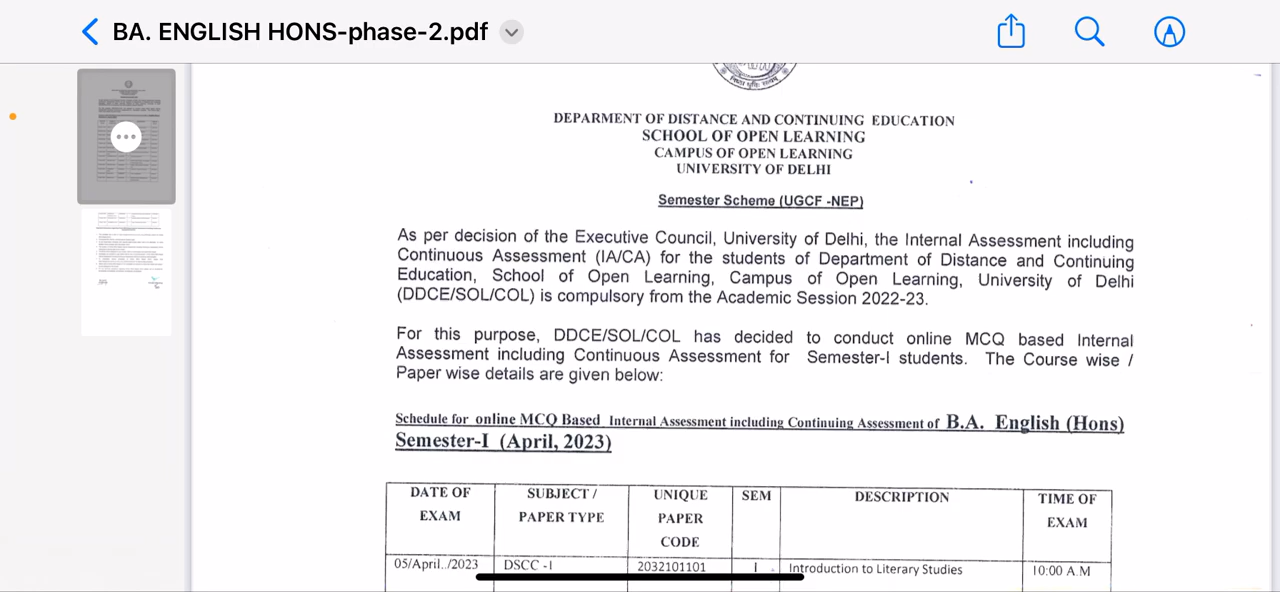 BA. ENGLISH HONS-phase-2.pdf
DEPARMENT OF DISTANCE AND CONTINUING EDUCATION
SCHOOL OF OPEN LEARNING
CAMPUS OF OPEN LEARNING
UNIVERSITY OF DELHI
Semester Scheme (UGCF -NEP)
As per decision of the Executive Council, University of Delhi, the Internal Assessment including
Continuous Assessment (IA/CA) for the students of Department of Distance and Continuing
Education, School of Open Learning, Campus of Open Learning, University of Delhi
(DDCE/SOL/COL) is compulsory from the Academic Session 2022-23.
For this purpose, DDCE/SOL/COL has decided to conduct online MCQ based Internal
Assessment including Continuous Assessment for Semester-I students. The Course wise /
Paper wise details are given below:
Schedule for online MCQ Based Internal Assessment including Continuing Assessment of B.A. English (Hons)
Semester-I (April, 2023)
DATE OF EXAM SUBJECT / PAPER TYPE UNIQUE PAPER CODE SEM DESCRIPTION TIME OF EXAM
05/April../2023 DSCC -I 2032101101 I Introduction to Literary Studies 10:00 A.M